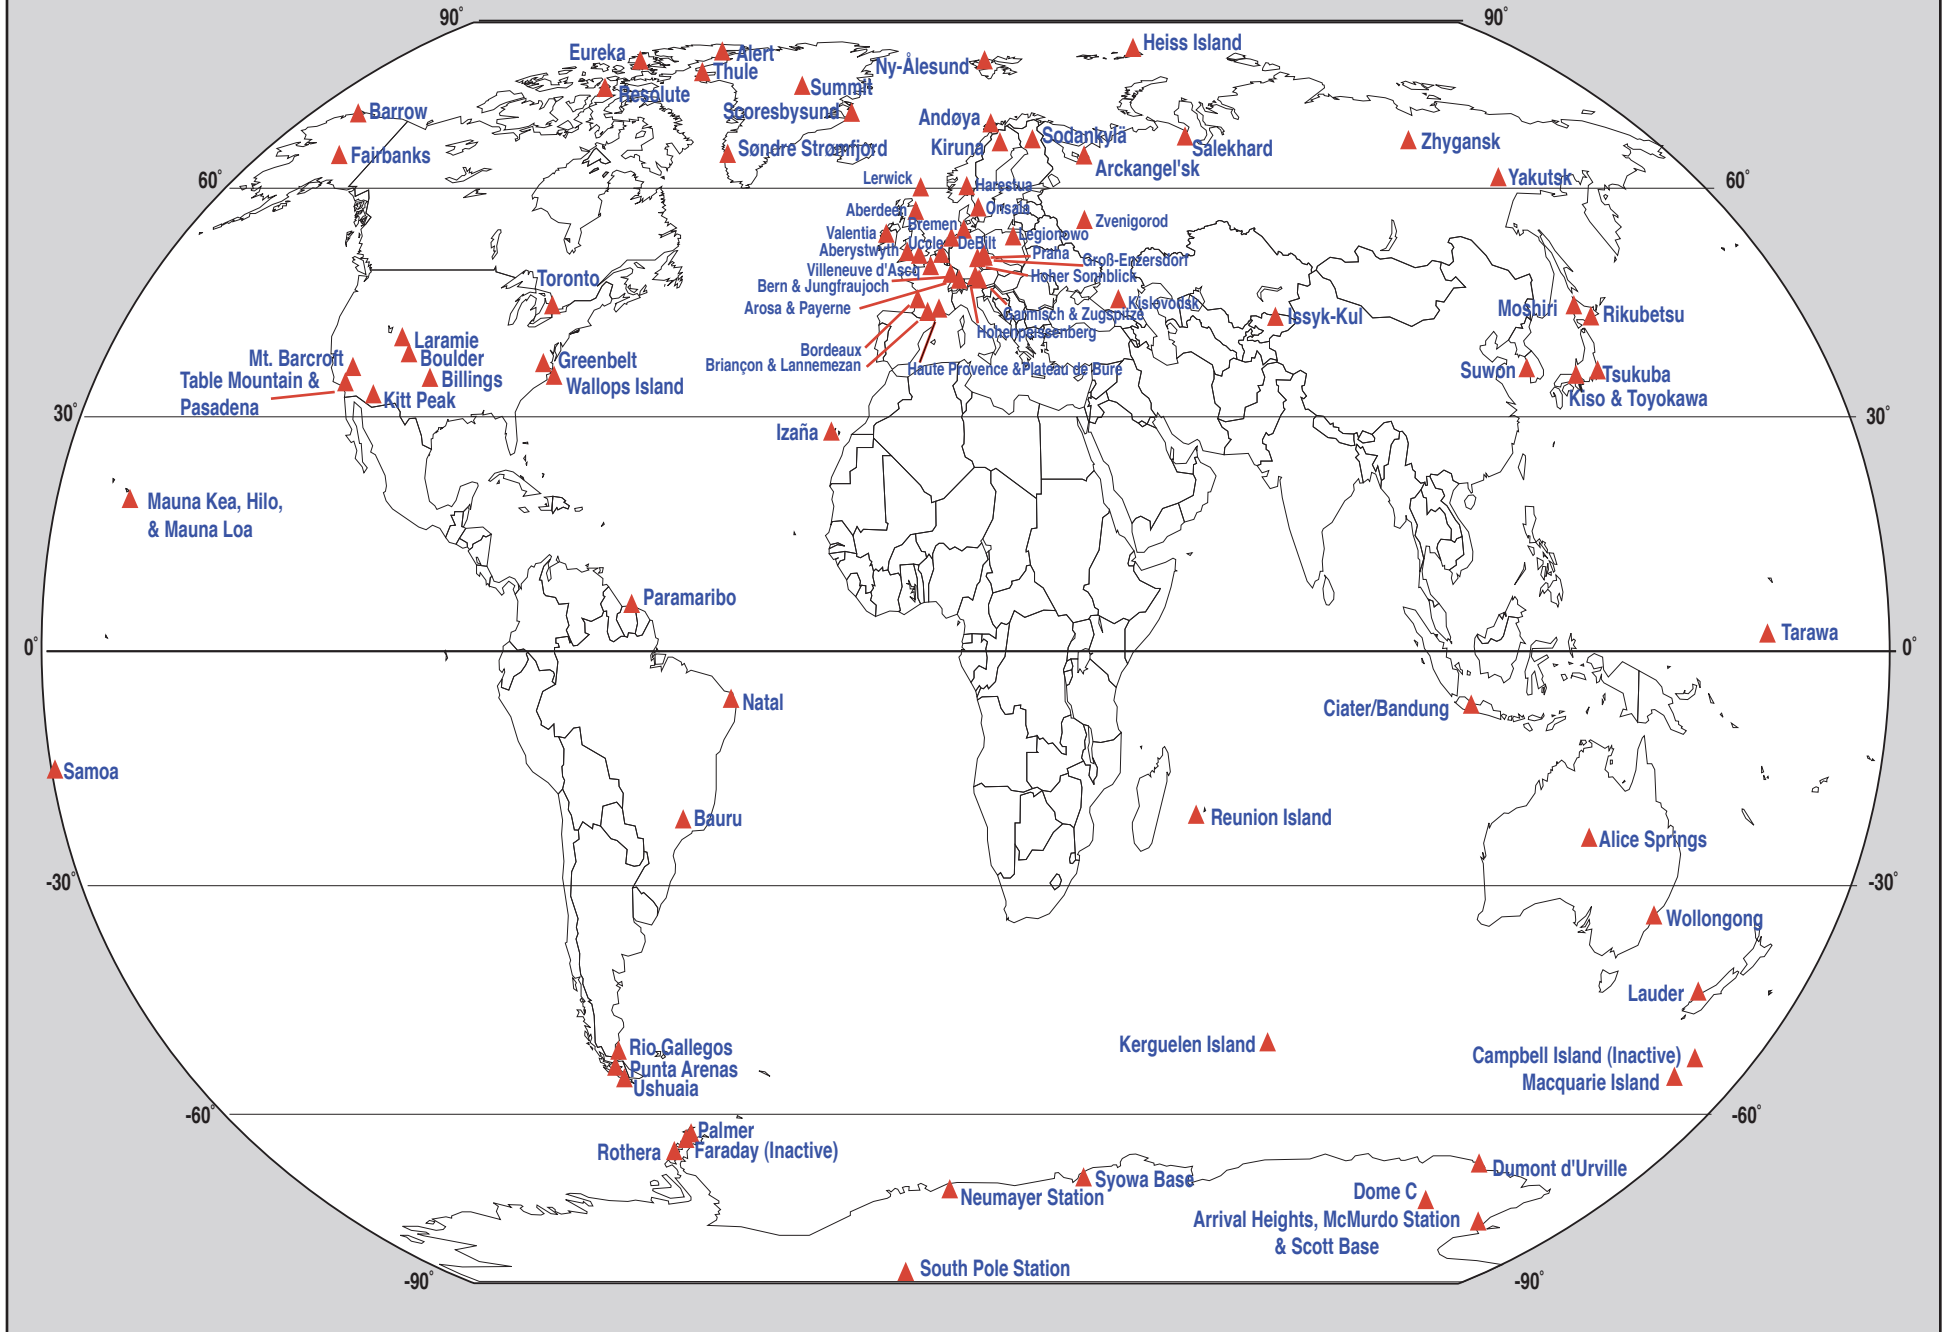 90°
90°
Heiss Island
Eureka
Alert
Ny-Ålesund
Thule
Summit
Resolute
Barrow
Scoresbysund
Andøya
Sodankylä
Zhygansk
Kiruna
Salekhard
Søndre Strømfjord
Fairbanks
Arckangel'sk
60°
Lerwick
Harestua
Yakutsk
60°
Aberdeen
Onsala
Zvenigorod
Bremen
Valentia
Legionowo
Ucole
DeBilt
Aberystwyth
Praha
Groß-Enzersdorf
Villeneuve d'Ascq
Hoher Sonnblick
Toronto
Bern & Jungfraujoch
Arosa & Payerne
Kislovodsk
Moshiri
Garmisch & Zugspitze
Issyk-Kul
Rikubetsu
Hohenpeissenberg
Laramie
Bordeaux
Mt. Barcroft
Boulder
Greenbelt
Briançon & Lannemezan
Haute Provence &Plateau de Bure
Suwon
Tsukuba
Table Mountain &
Pasadena
Billings
Wallops Island
Kitt Peak
Kiso & Toyokawa
30°
30°
Izaña
Mauna Kea, Hilo,
& Mauna Loa
Paramaribo
Tarawa
0°
0°
Natal
Ciater/Bandung
Samoa
Bauru
Reunion Island
Alice Springs
-30°
-30°
Wollongong
Lauder
Rio Gallegos
Kerguelen Island
Campbell Island (Inactive)
Punta Arenas
Macquarie Island
Ushuaia
-60°
-60°
Palmer
Rothera
Faraday (Inactive)
Dumont d'Urville
Syowa Base
Neumayer Station
Dome C
Arrival Heights, McMurdo Station
& Scott Base
South Pole Station
-90°
-90°